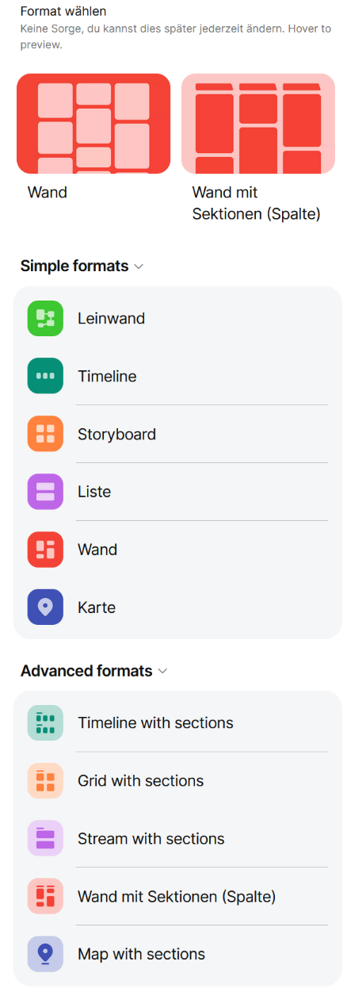 Format wählen
Keine Sorge, du kannst dies später jederzeit ändern. Hover to
preview.
Wand
Wand mit
Sektionen (Spalte)
Simple formats
Leinwand
Timeline
Storyboard
Liste
Wand
Karte
Advanced formats
Timeline with sections
Grid with sections
Stream with sections
Wand mit Sektionen (Spalte)
Map with sections